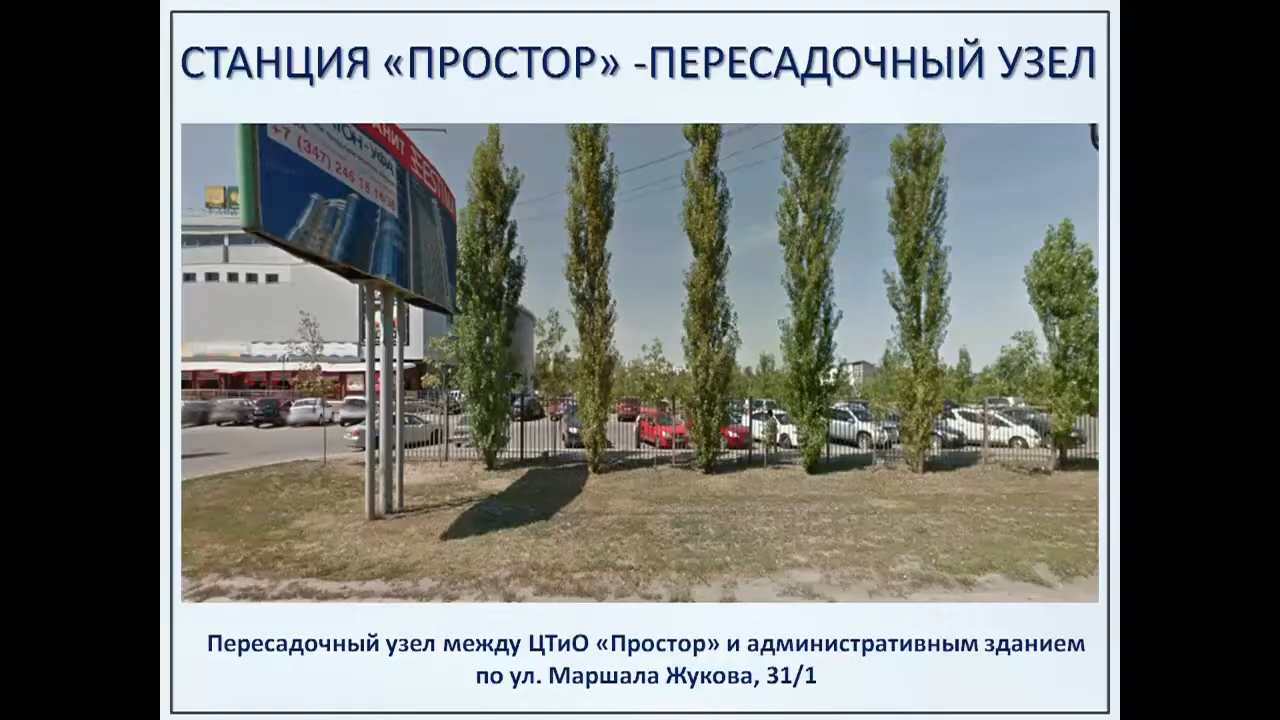 СТАНЦИЯ «ПРОСТОР» -ПЕРЕСАДОЧНЫЙ УЗЕЛ
+7 (347) 246 18
Пересадочный узел между ЦТиО «Простор» и административным зданием
по ул. Маршала Жукова, 31/1